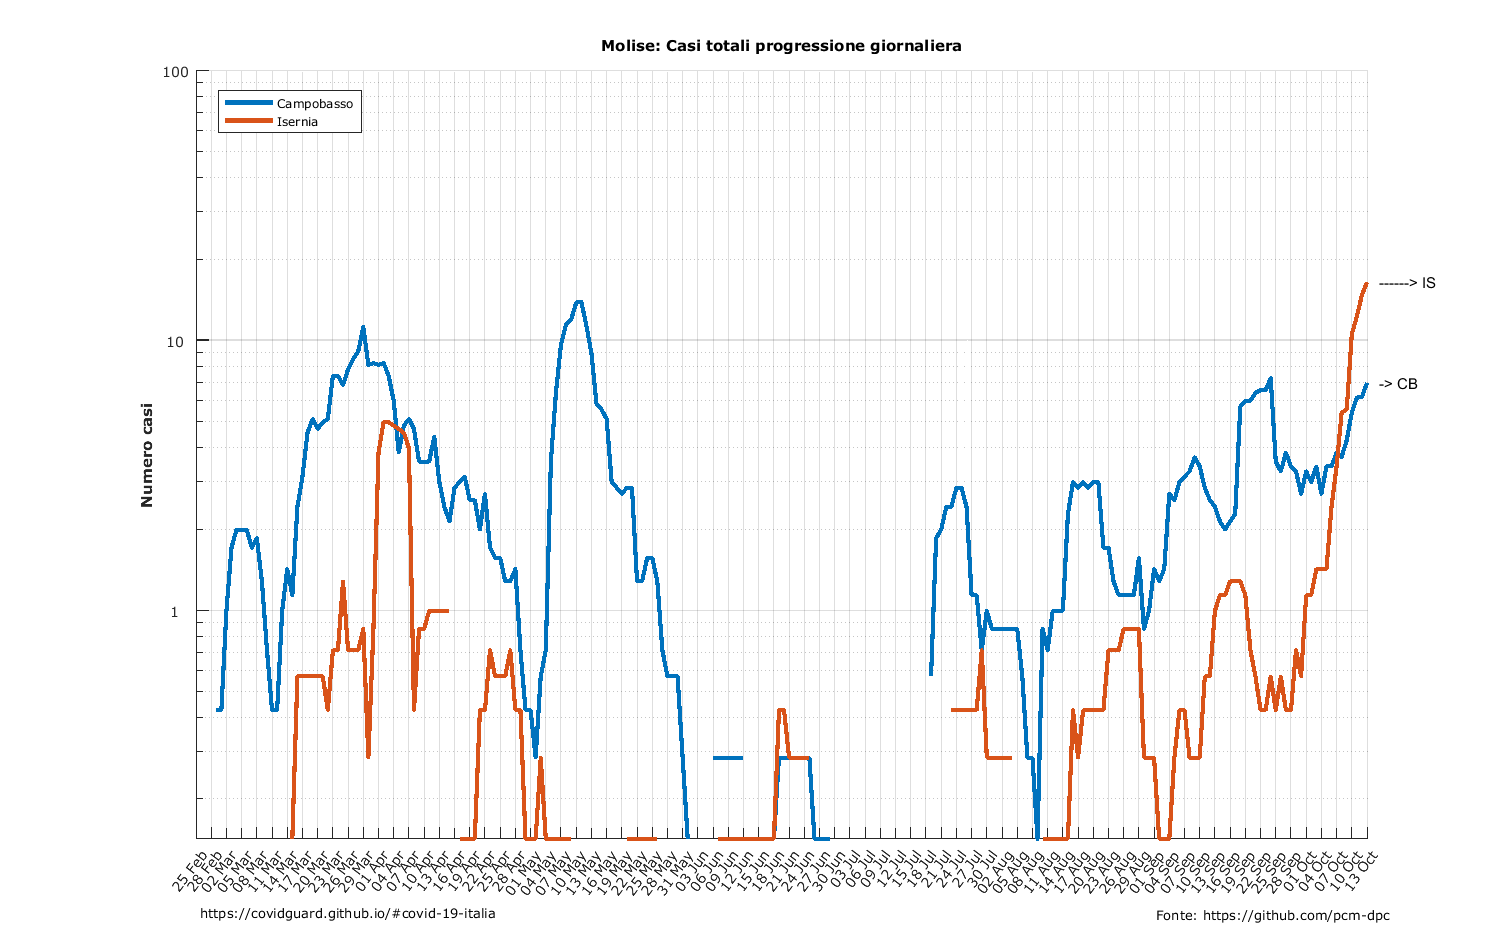 Molise: Casi totali progressione giornaliera
100
10
1
Numero casi
Campobasso
Isernia
------> IS
-> CB
25 Feb
28 Feb
02 Mar
05 Mar
08 Mar
11 Mar
14 Mar
17 Mar
20 Mar
23 Mar
26 Mar
29 Mar
01 Apr
04 Apr
07 Apr
10 Apr
13 Apr
16 Apr
19 Apr
22 Apr
25 Apr
28 Apr
01 May
04 May
07 May
10 May
13 May
16 May
19 May
22 May
25 May
28 May
31 May
03 Jun
06 Jun
09 Jun
12 Jun
15 Jun
18 Jun
21 Jun
24 Jun
27 Jun
30 Jun
03 Jul
06 Jul
09 Jul
12 Jul
15 Jul
18 Jul
21 Jul
24 Jul
27 Jul
30 Jul
02 Aug
05 Aug
08 Aug
11 Aug
14 Aug
17 Aug
20 Aug
23 Aug
26 Aug
29 Aug
01 Sep
04 Sep
07 Sep
10 Sep
13 Sep
16 Sep
19 Sep
22 Sep
25 Sep
28 Sep
01 Oct
04 Oct
07 Oct
10 Oct
13 Oct
https://covidguard.github.io/#covid-19-italia
Fonte: https://github.com/pcm-dpc